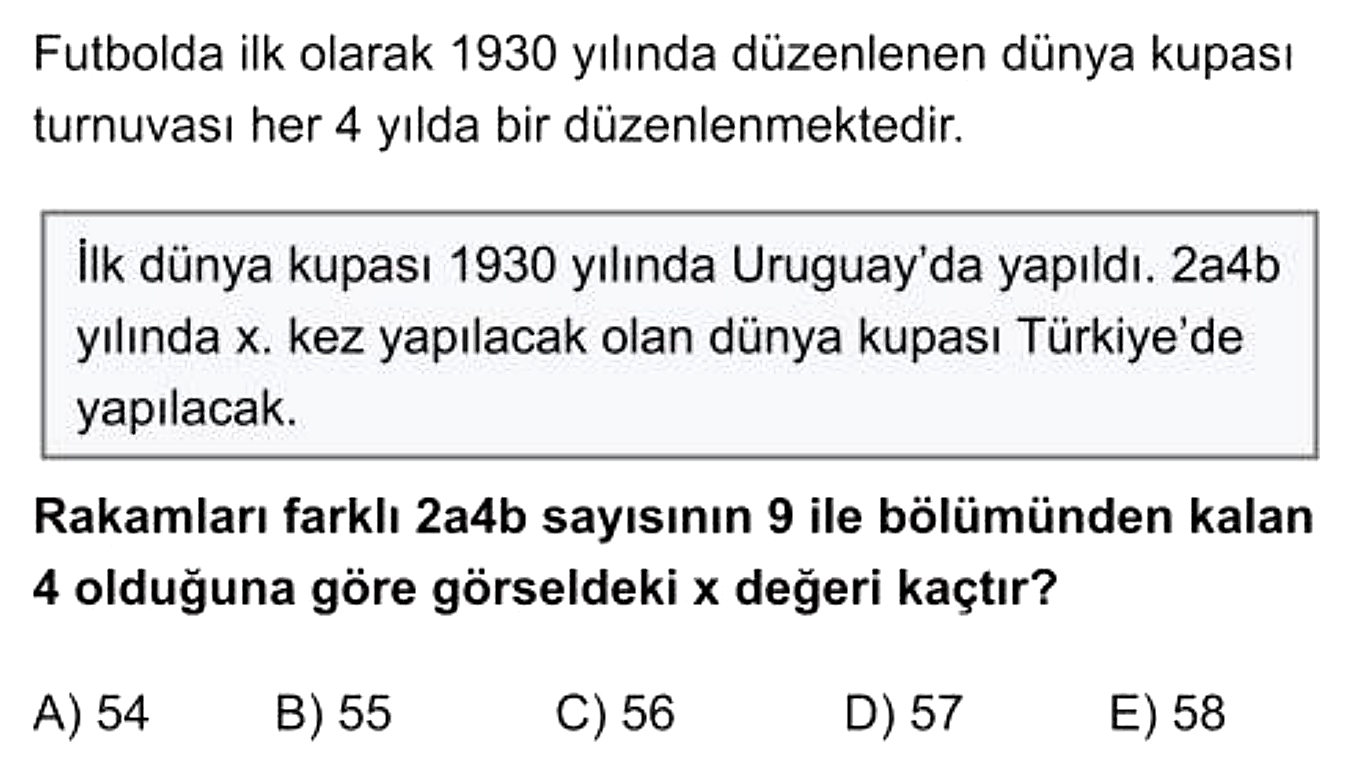 Futbolda ilk olarak 1930 yılında düzenlenen dünya kupası
turnuvası her 4 yılda bir düzenlenmektedir.
İlk dünya kupası 1930 yılında Uruguay’da yapıldı. 2a4b
yılında x. kez yapılacak olan dünya kupası Türkiye’de
yapılacak.
Rakamları farklı 2a4b sayısının 9 ile bölümünden kalan
4 olduğuna göre görseldeki x değeri kaçtır?
A) 54 B) 55 C) 56 D) 57 E) 58